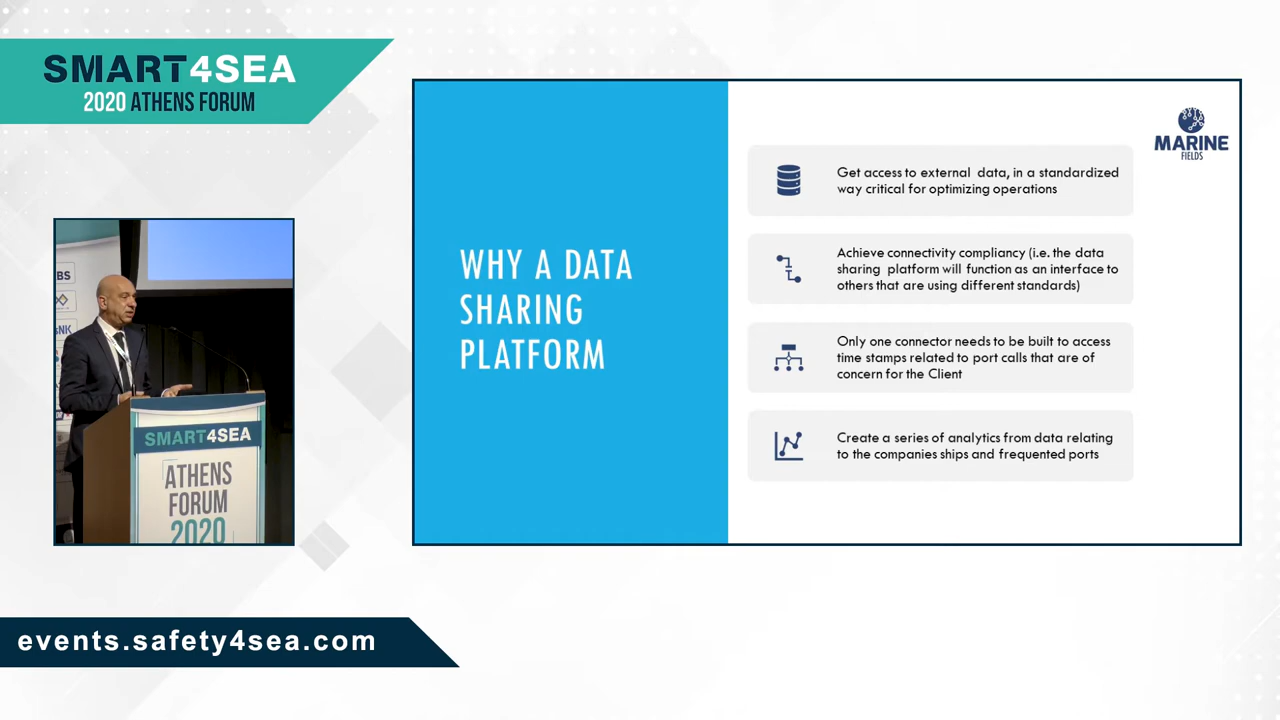 SMART4SEA
2020 ATHENS FORUM
BS
NK
SMART4SEA
ATHENS
FORUM
2020
WHY A DATA
SHARING
PLATFORM
MARINE
FIELDS
Get access to external data, in a standardized
way critical for optimizing operations
Achieve connectivity compliancy (i.e. the data
sharing platform will function as an interface to
others that are using different standards)
Only one connector needs to be built to access
time stamps related to port calls that are of
concern for the Client
Create a series of analytics from data relating
to the companies ships and frequented ports
events.safety4sea.com